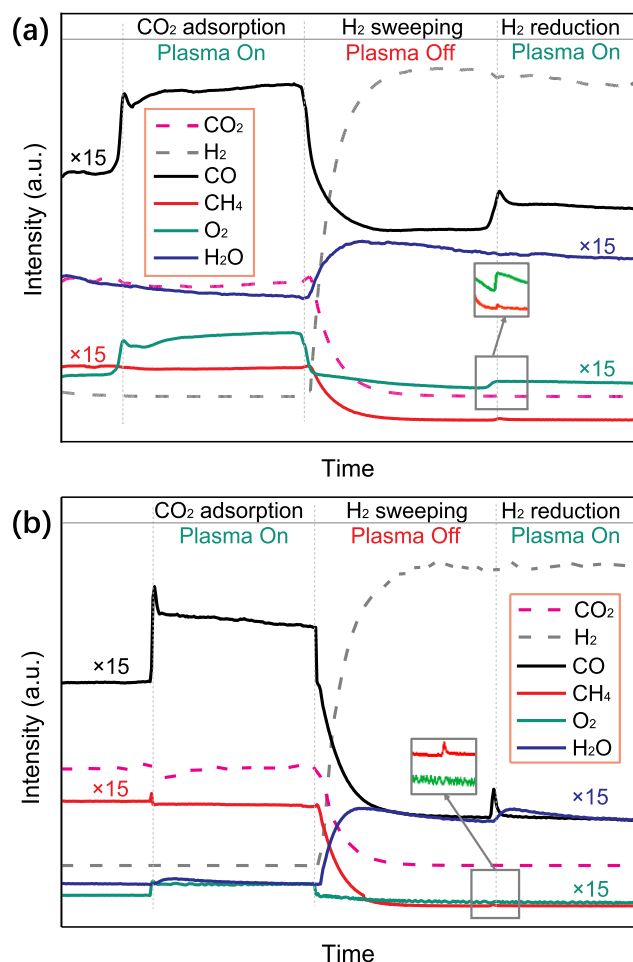 (a)
CO₂ adsorption H₂ sweeping H₂ reduction
Plasma On Plasma Off Plasma On
Intensity (a.u.)
×15
CO₂
H₂
CO
CH₄
O₂
H₂O
×15
×15
×15
Time
(b)
CO₂ adsorption H₂ sweeping H₂ reduction
Plasma On Plasma Off Plasma On
Intensity (a.u.)
CO₂
H₂
CO
CH₄
O₂
H₂O
×15
×15
×15
×15
Time